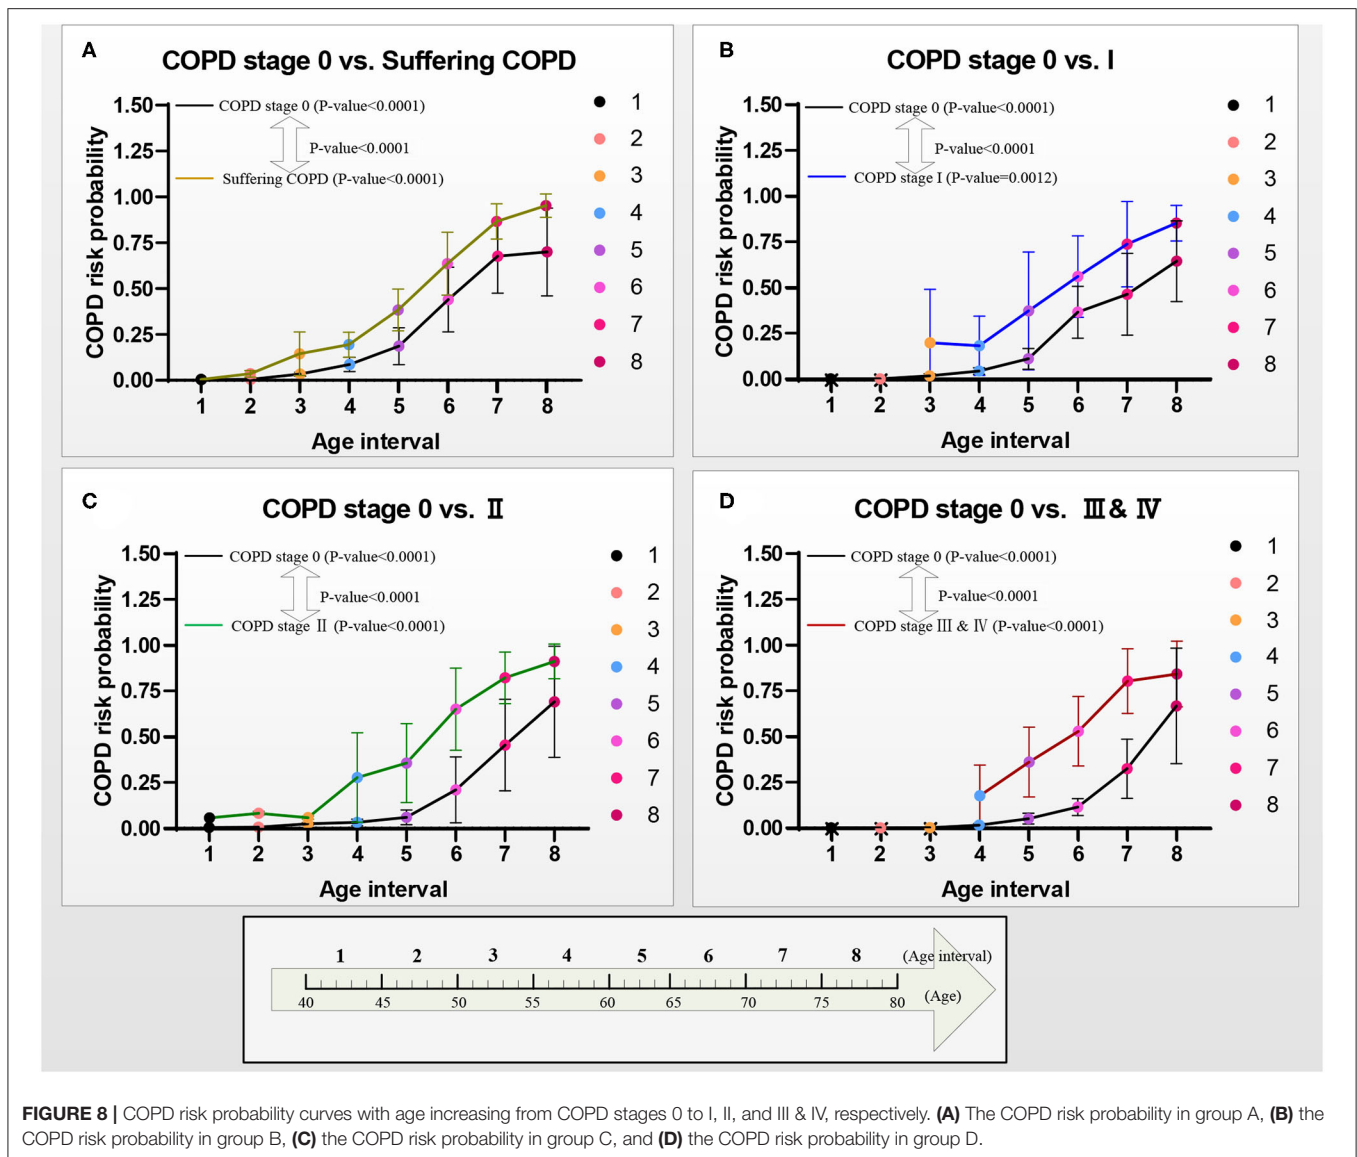 A
COPD stage 0 vs. Suffering COPD
COPD stage 0 (P-value<0.0001)
P-value<0.0001
Suffering COPD (P-value<0.0001)
1.50
1.25
1.00
0.75
0.50
0.25
0.00
COPD risk probability
1 2 3 4 5 6 7 8
Age interval
1
2
3
4
5
6
7
8
B
COPD stage 0 vs. I
COPD stage 0 (P-value<0.0001)
P-value<0.0001
COPD stage I (P-value=0.0012)
1.50
1.25
1.00
0.75
0.50
0.25
0.00
COPD risk probability
1 2 3 4 5 6 7 8
Age interval
1
2
3
4
5
6
7
8
C
COPD stage 0 vs. Ⅱ
COPD stage 0 (P-value<0.0001)
P-value<0.0001
COPD stage Ⅱ (P-value<0.0001)
1.50
1.25
1.00
0.75
0.50
0.25
0.00
COPD risk probability
1 2 3 4 5 6 7 8
Age interval
1
2
3
4
5
6
7
8
D
COPD stage 0 vs. Ⅲ & Ⅳ
COPD stage 0 (P-value<0.0001)
P-value<0.0001
COPD stage Ⅲ & Ⅳ (P-value<0.0001)
1.50
1.25
1.00
0.75
0.50
0.25
0.00
COPD risk probability
1 2 3 4 5 6 7 8
Age interval
1
2
3
4
5
6
7
8
1 2 3 4 5 6 7 8 (Age interval)
40 45 50 55 60 65 70 75 80 (Age)
FIGURE 8 | COPD risk probability curves with age increasing from COPD stages 0 to I, II, and III & IV, respectively. (A) The COPD risk probability in group A, (B) the
COPD risk probability in group B, (C) the COPD risk probability in group C, and (D) the COPD risk probability in group D.